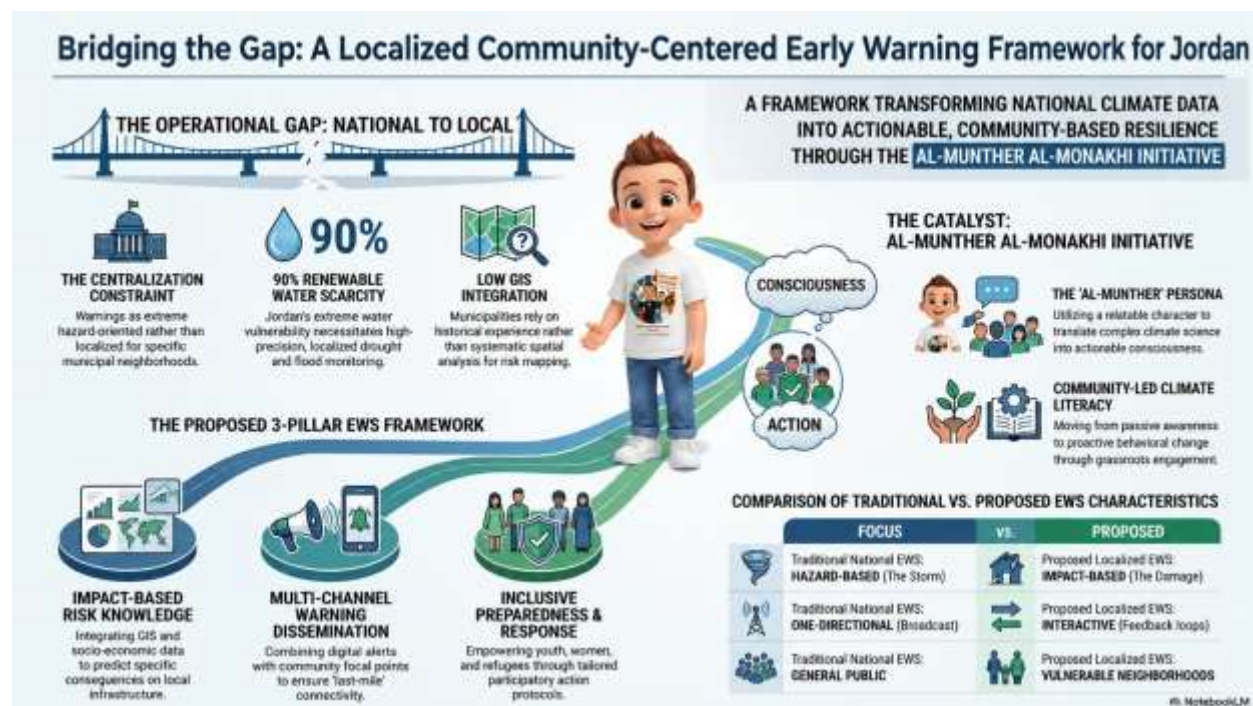 Bridging the Gap: A Localized Community-Centered Early Warning Framework for Jordan
THE OPERATIONAL GAP: NATIONAL TO LOCAL
THE CENTRALIZATION
CONSTRAINT
Warnings as extreme
hazard-oriented rather than
localized for specific
municipal neighborhoods.
90%
90% RENEWABLE
WATER SCARCITY
Jordan's extreme water
vulnerability necessitates high-
precision, localized drought
and flood monitoring.
LOW GIS
INTEGRATION
Municipalities rely on
historical experience rather
than systematic spatial
analysis for risk mapping.
A FRAMEWORK TRANSFORMING NATIONAL CLIMATE DATA
INTO ACTIONABLE, COMMUNITY-BASED RESILIENCE
THROUGH THE AL-MUNTHER AL-MONAKHI INITIATIVE
CONSCIOUSNESS
ACTION
THE CATALYST:
AL-MUNTHER AL-MONAKHI INITIATIVE
THE 'AL-MUNTHER' PERSONA
Utilizing a relatable character to
translate complex climate science
into actionable consciousness.
COMMUNITY-LED CLIMATE
LITERACY
Moving from passive awareness
to proactive behavioral change
through grassroots engagement.
THE PROPOSED 3-PILLAR EWS FRAMEWORK
IMPACT-BASED
RISK KNOWLEDGE
Integrating GIS and
socio-economic data
to predict specific
consequences on local
infrastructure.
MULTI-CHANNEL
WARNING
DISSEMINATION
Combining digital alerts
with community focal points
to ensure 'last-mile'
connectivity.
INCLUSIVE
PREPAREDNESS &
RESPONSE
Empowering youth, women,
and refugees through tailored
participatory action
protocols.
COMPARISON OF TRADITIONAL VS. PROPOSED EWS CHARACTERISTICS
FOCUS VS. PROPOSED
Traditional National EWS:
HAZARD-BASED (The Storm)
Proposed Localized EWS:
IMPACT-BASED (The Damage)
Traditional National EWS:
ONE-DIRECTIONAL (Broadcast)
Proposed Localized EWS:
INTERACTIVE (Feedback loops)
Traditional National EWS:
GENERAL PUBLIC
Proposed Localized EWS:
VULNERABLE NEIGHBORHOODS
NotebookLM